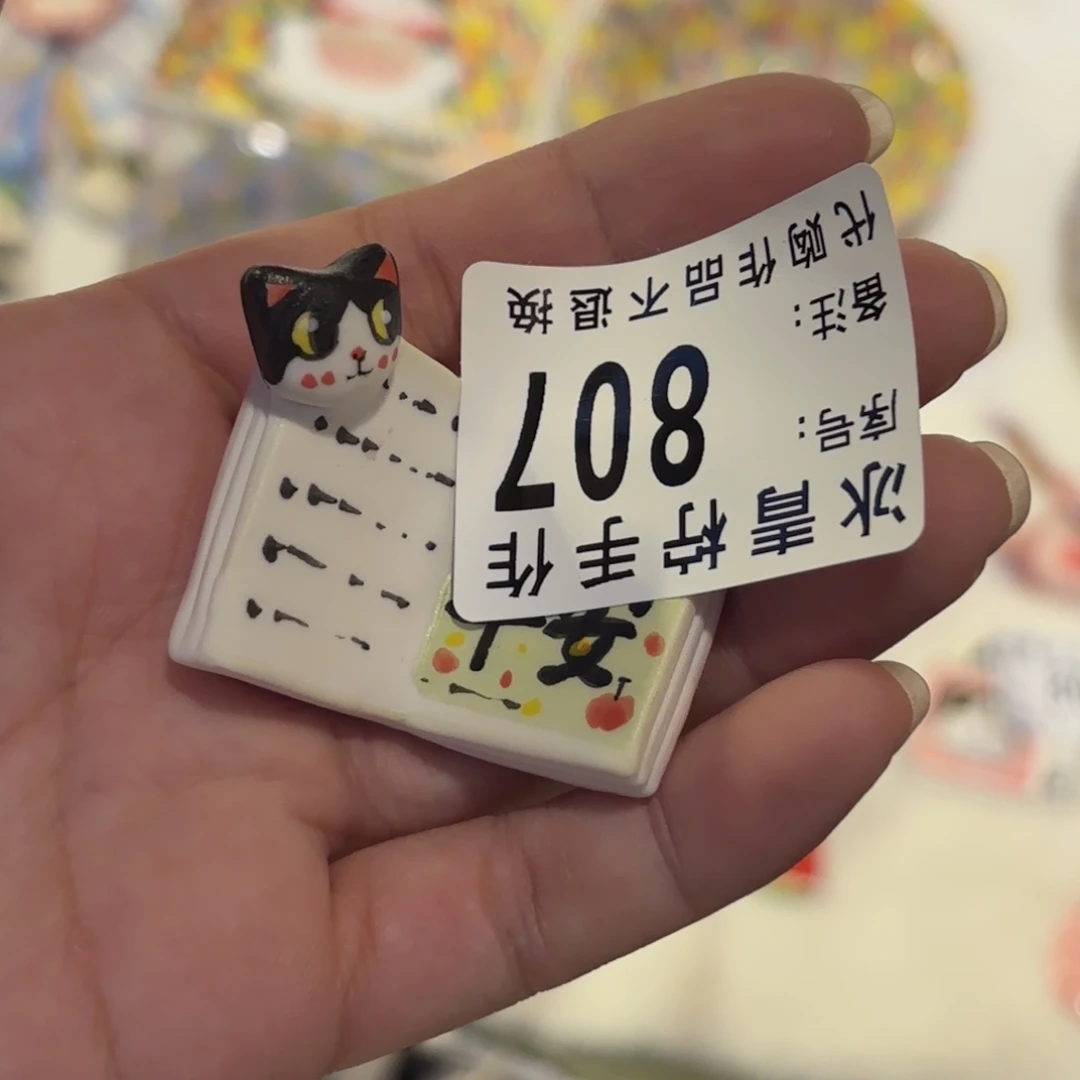 冰青柠手作
序号：807
备注：
代购作品不退换